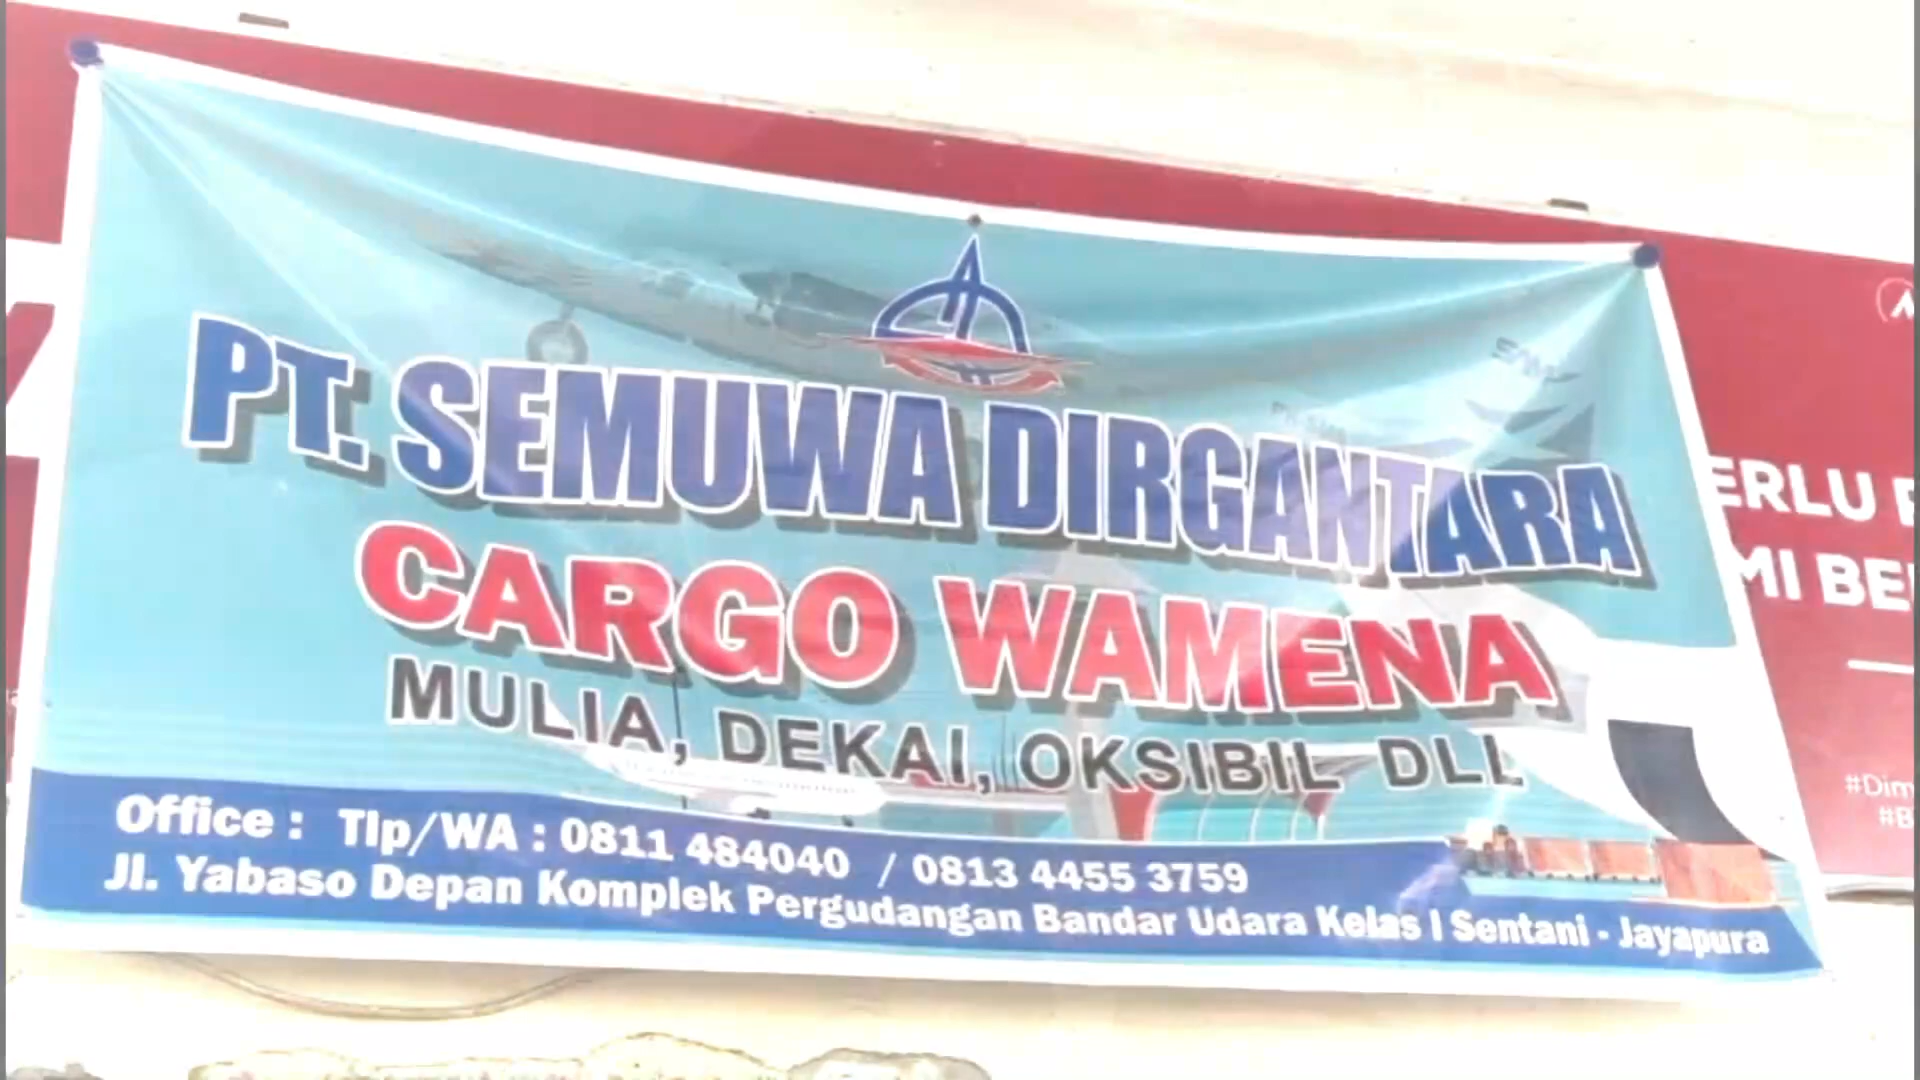 PT. SEMUWA DIRGANTARA
CARGO WAMENA
MULIA, DEKAI, OKSIBIL DLL
Office : Tlp/WA : 0811 484040 / 0813 4455 3759
Jl. Yabaso Depan Komplek Pergudangan Bandar Udara Kelas I Sentani - Jayapura
ERLU
MI BE
#Dim
#B